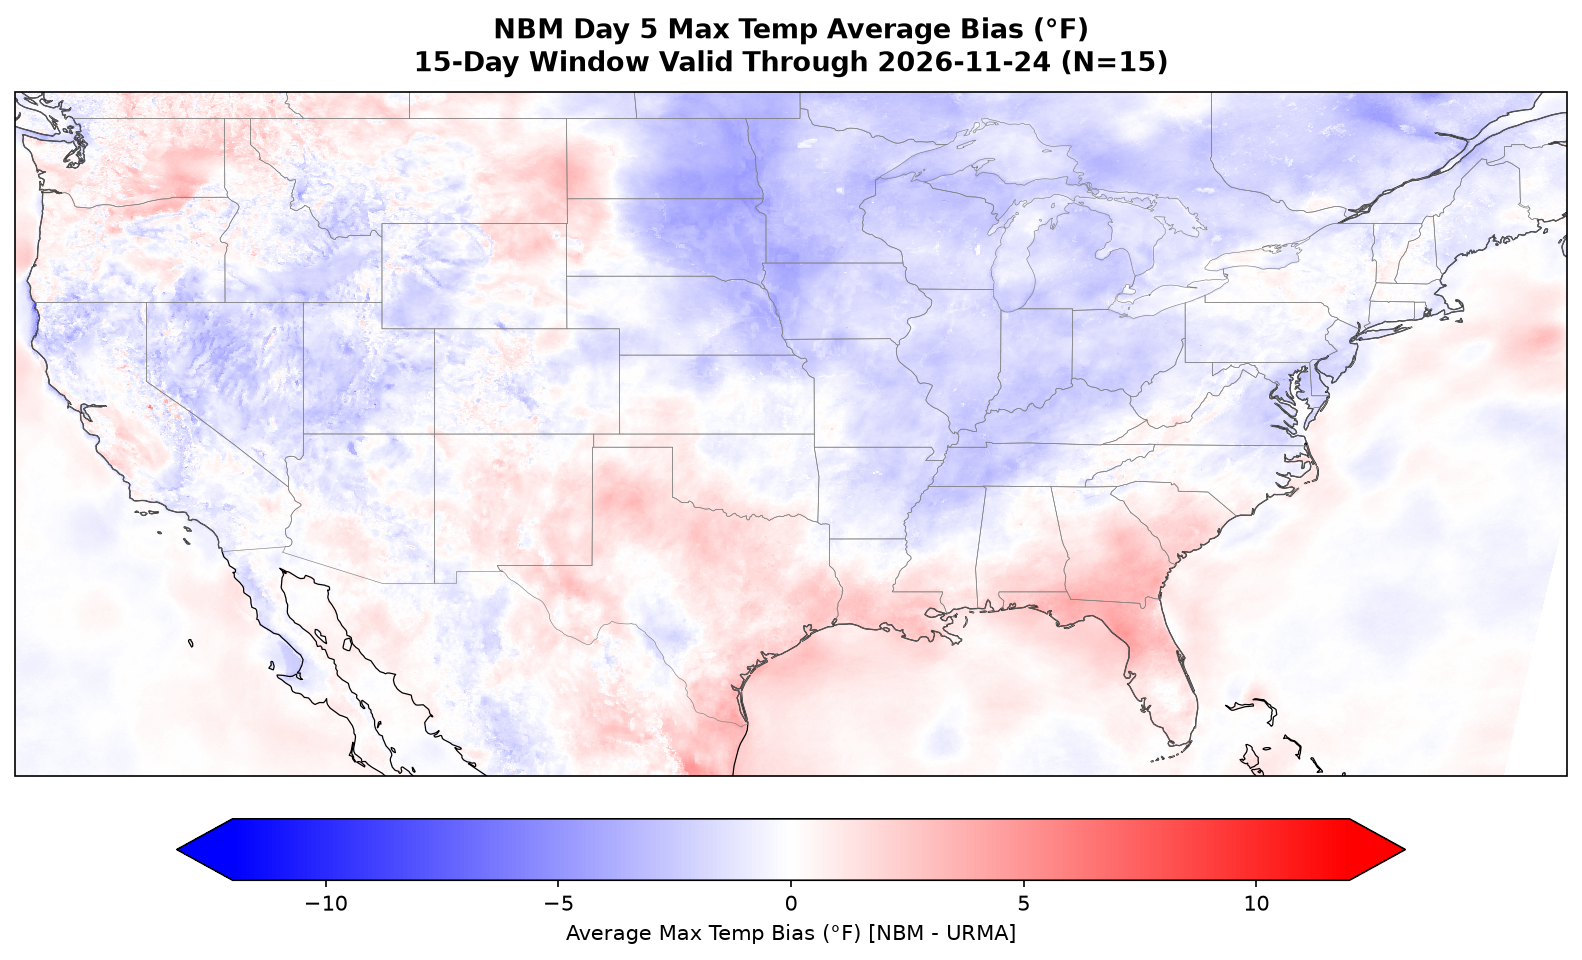 NBM Day 5 Max Temp Average Bias (°F)
15-Day Window Valid Through 2026-11-24 (N=15)
−10 −5 0 5 10
Average Max Temp Bias (°F) [NBM - URMA]